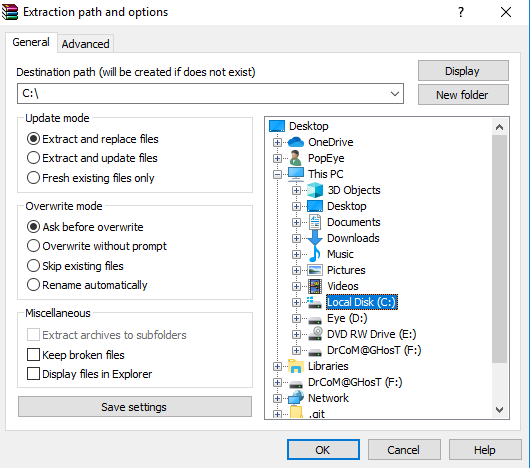 Extraction path and options
General
Advanced
Destination path (will be created if does not exist)
Display
C:\
New folder
Update mode
Extract and replace files
Extract and update files
Fresh existing files only
Overwrite mode
Ask before overwrite
Overwrite without prompt
Skip existing files
Rename automatically
Miscellaneous
Extract archives to subfolders
Keep broken files
Display files in Explorer
Save settings
Desktop
OneDrive
PopEye
This PC
3D Objects
Desktop
Documents
Downloads
Music
Pictures
Videos
Local Disk (C:)
Eye (D:)
DVD RW Drive (E:)
DrCoM@GHosT (F:)
Libraries
DrCoM@GHosT (F:)
Network
.git
OK
Cancel
Help